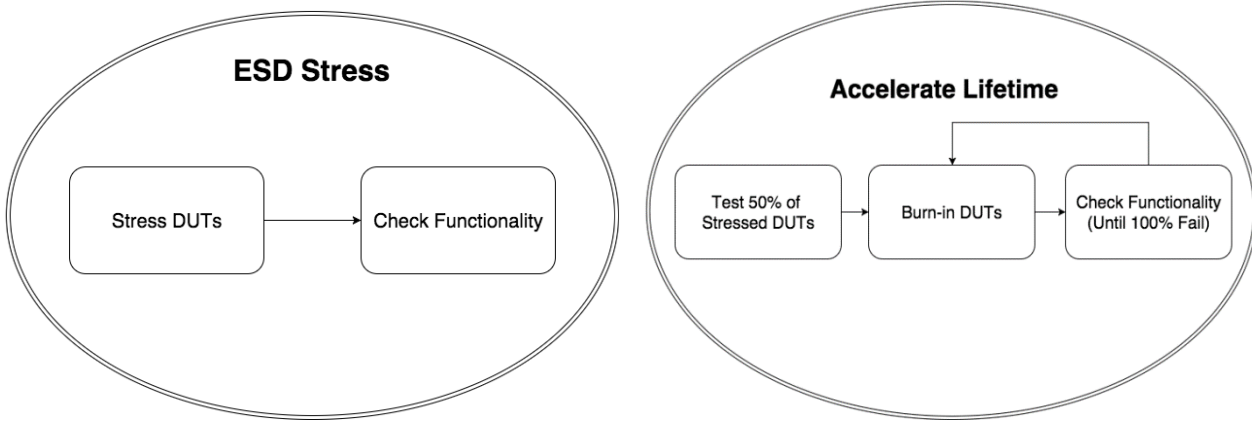 ESD Stress
Stress DUTs
Check Functionality
Accelerate Lifetime
Test 50% of
Stressed DUTs
Burn-in DUTs
Check Functionality
(Until 100% Fail)